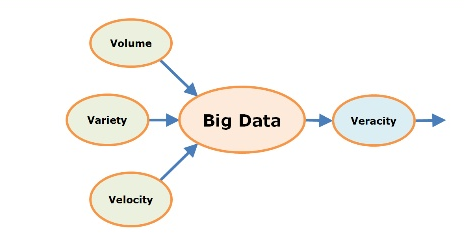 Volume
Variety
Big Data
Veracity
Velocity